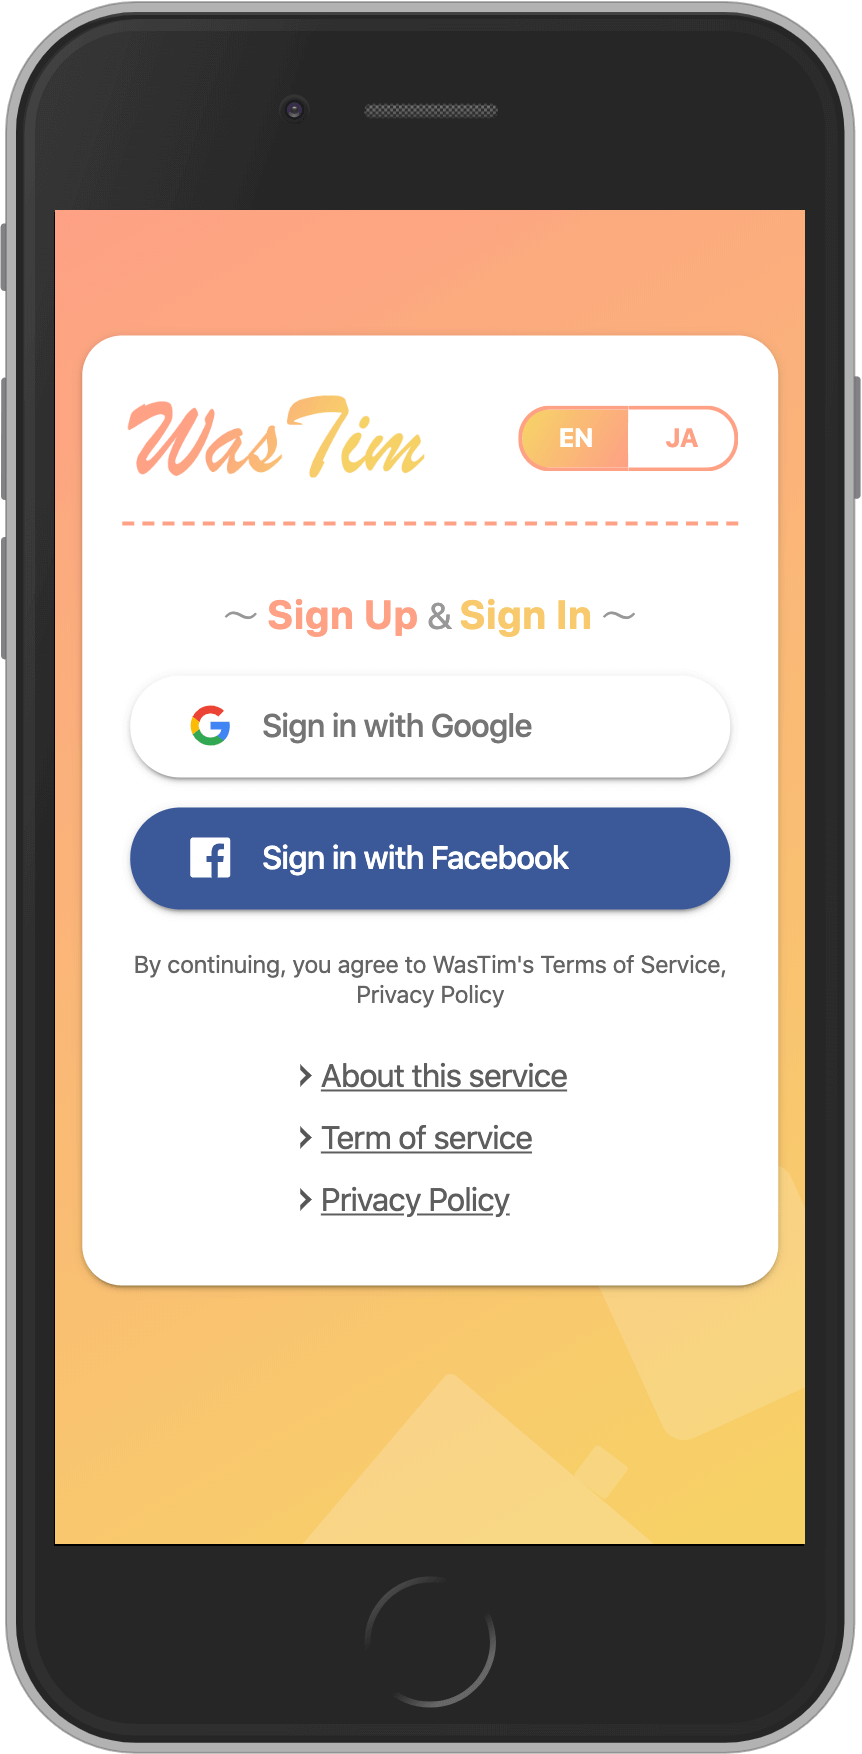 WasTim
EN JA
～ Sign Up & Sign In ～
Sign in with Google
Sign in with Facebook
By continuing, you agree to WasTim's Terms of Service,
Privacy Policy
About this service
Term of service
Privacy Policy